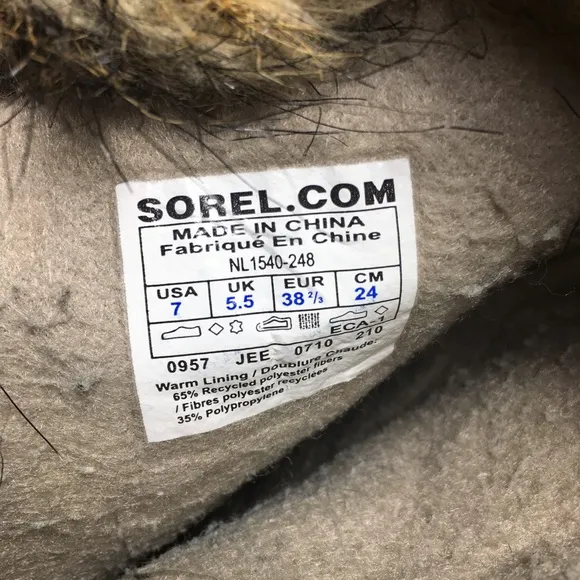 SOREL.COM
MADE IN CHINA
Fabriqué En Chine
NL1540-248
USA UK EUR CM
7 5.5 38 2/3 24
ECA-1
0957 JEE 0710 210
Warm Lining / Doublure Chaude:
65% Recycled polyester fibers
/ Fibres polyester recyclées
35% Polypropylene